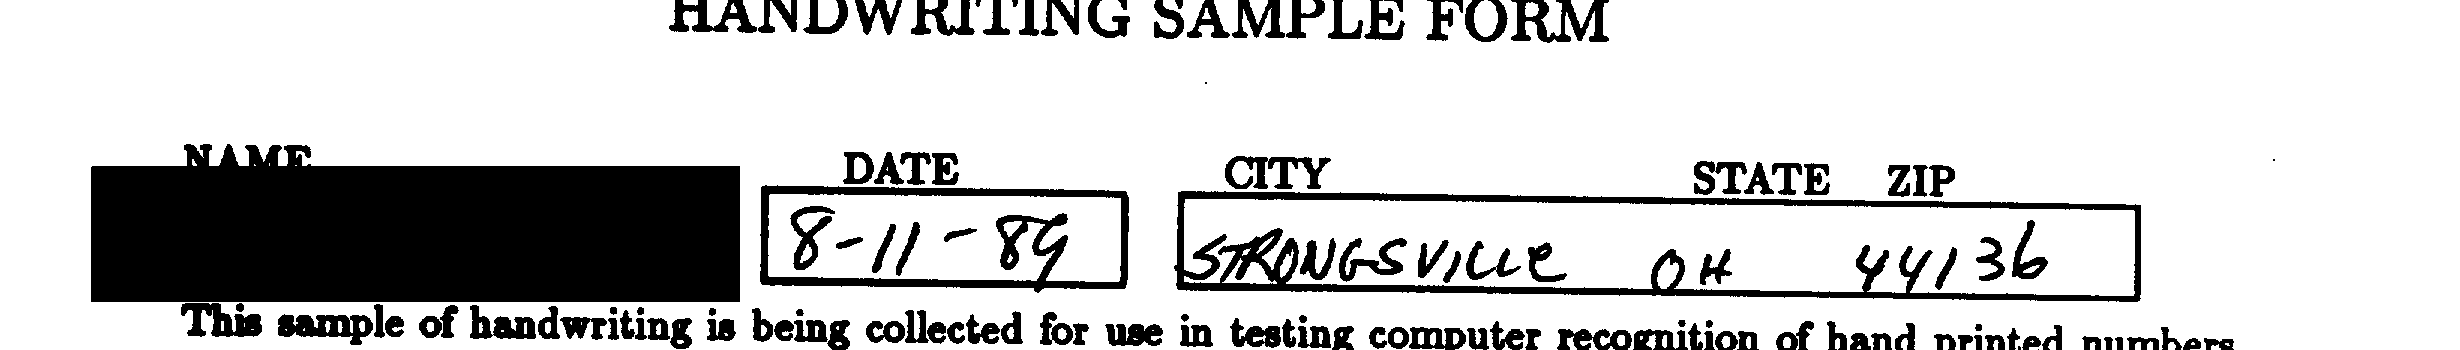 HANDWRITING SAMPLE FORM
NAME DATE CITY STATE ZIP
8-11-89 STRONGSVILLE OH 44136
This sample of handwriting is being collected for use in testing computer recognition of hand printed numbers